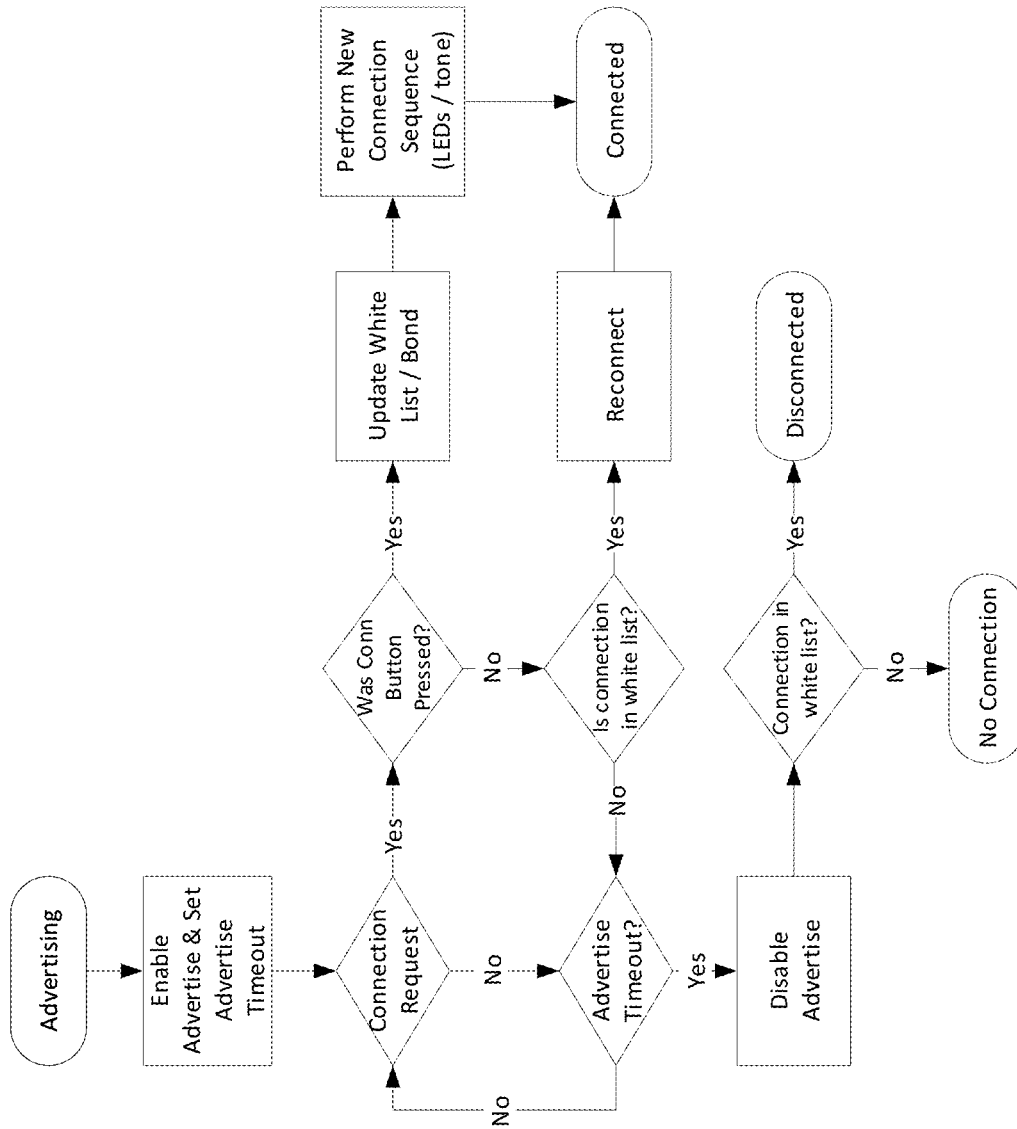 Advertising
Enable
Advertise & Set
Advertise
Timeout
Connection
Request
Yes
No
Was Conn
Button
Pressed?
Yes
No
Update White
List / Bond
Perform New
Connection
Sequence
(LEDs / tone)
Advertise
Timeout?
No
Yes
Is connection
in white list?
No
Yes
Reconnect
Connected
Disable
Advertise
Connection in
white list?
Yes
No
Disconnected
No Connection